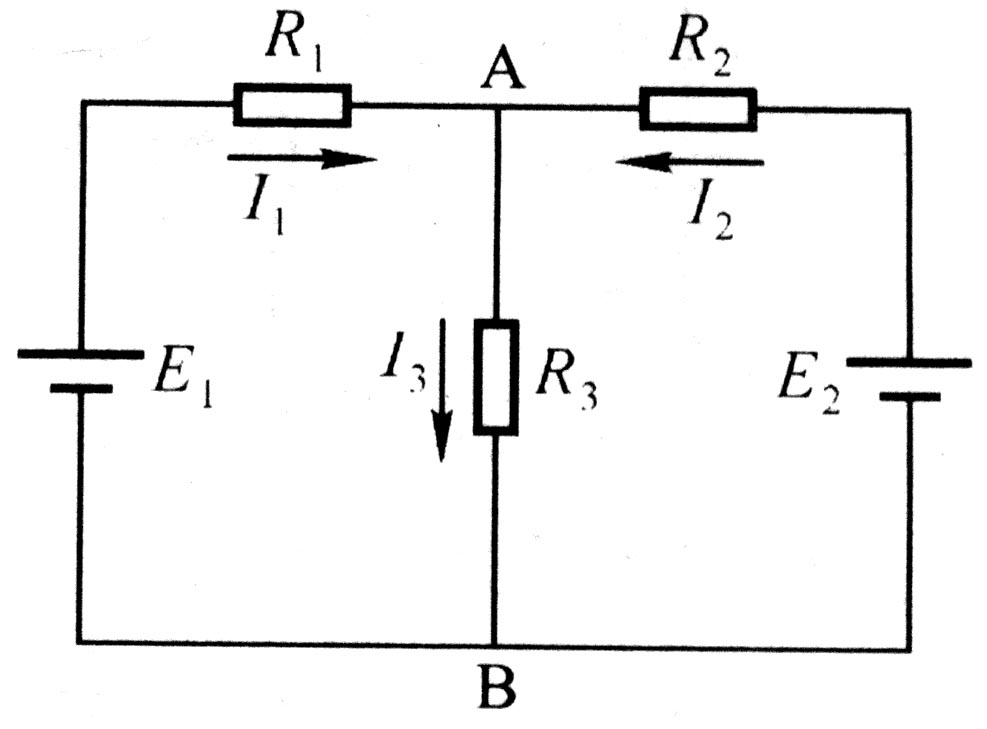 R₁ A R₂
I₁ I₂
E₁ I₃ R₃ E₂
B